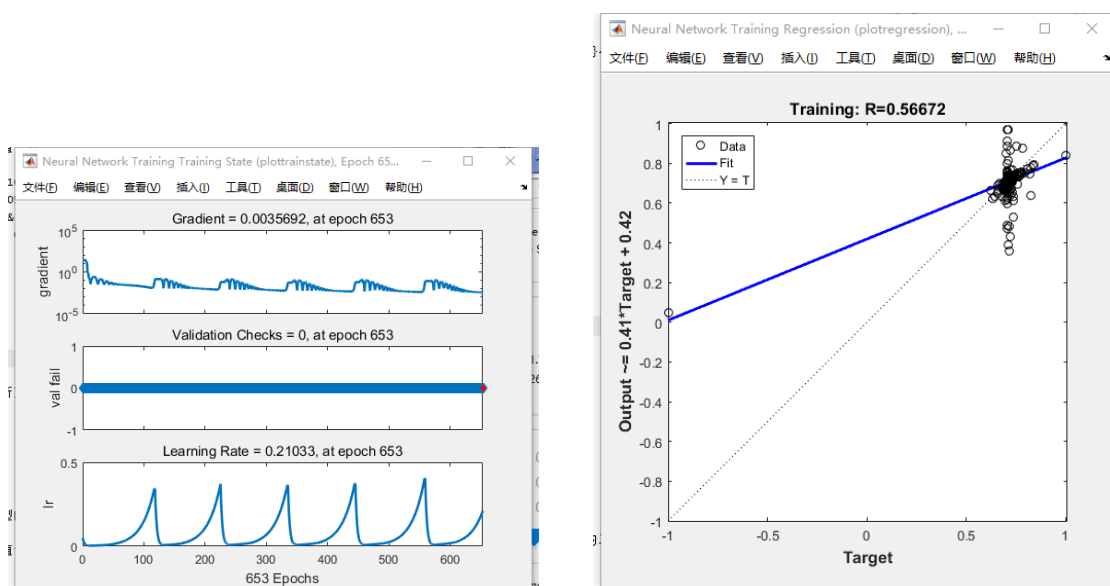 Neural Network Training Training State (plottrainstate), Epoch 65...
文件(F) 编辑(E) 查看(V) 插入(I) 工具(T) 桌面(D) 窗口(W) 帮助(H)
Gradient = 0.0035692, at epoch 653
gradient
10^5
10^0
10^-5
Validation Checks = 0, at epoch 653
val fail
1
0
-1
Learning Rate = 0.21033, at epoch 653
lr
0.5
0
0 100 200 300 400 500 600
653 Epochs
Neural Network Training Regression (plotregression), ...
文件(F) 编辑(E) 查看(V) 插入(I) 工具(T) 桌面(D) 窗口(W) 帮助(H)
Training: R=0.56672
Data
Fit
Y = T
Output ~= 0.41*Target + 0.42
1
0.8
0.6
0.4
0.2
0
-0.2
-0.4
-0.6
-0.8
-1
-1 -0.5 0 0.5 1
Target